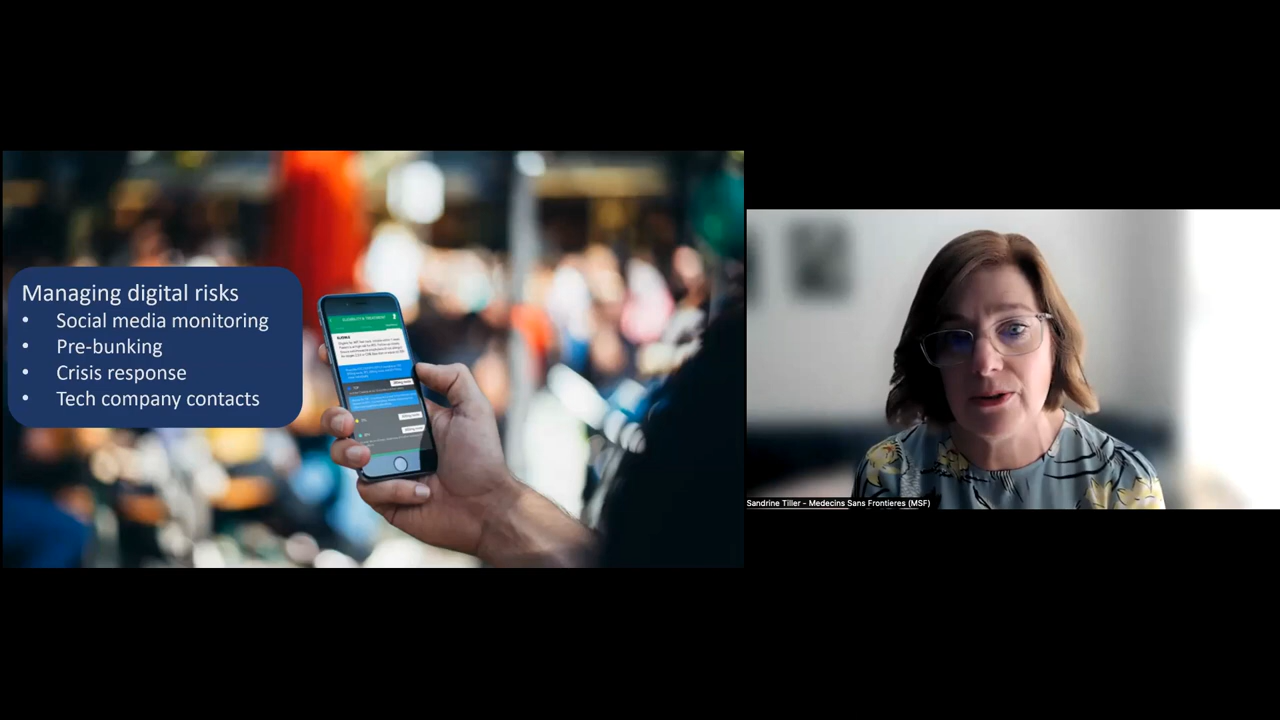 Managing digital risks
• Social media monitoring
• Pre-bunking
• Crisis response
• Tech company contacts
Sandrine Tiller - Medecins Sans Frontieres (MSF)